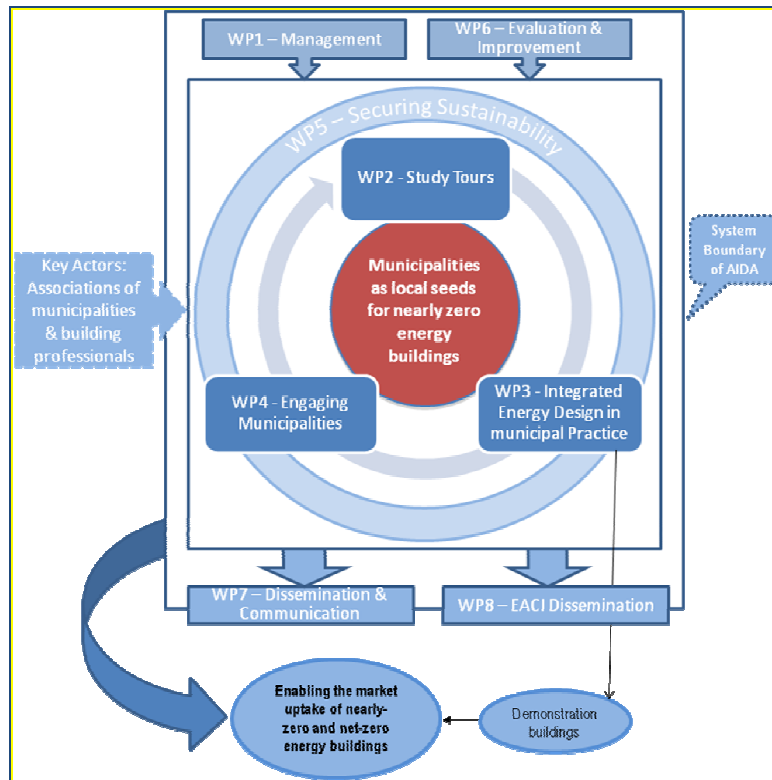 WP1 – Management
WP6 – Evaluation &
Improvement
WP5 – Securing Sustainability
WP2 - Study Tours
System
Boundary
of AIDA
Key Actors:
Associations of
municipalities
& building
professionals
Municipalities
as local seeds
for nearly zero
energy
buildings
WP4 - Engaging
Municipalities
WP3 - Integrated
Energy Design in
municipal Practice
WP7 – Dissemination &
Communication
WP8 – EACI Dissemination
Enabling the market
uptake of nearly-
zero and net-zero
energy buildings
Demonstration
buildings